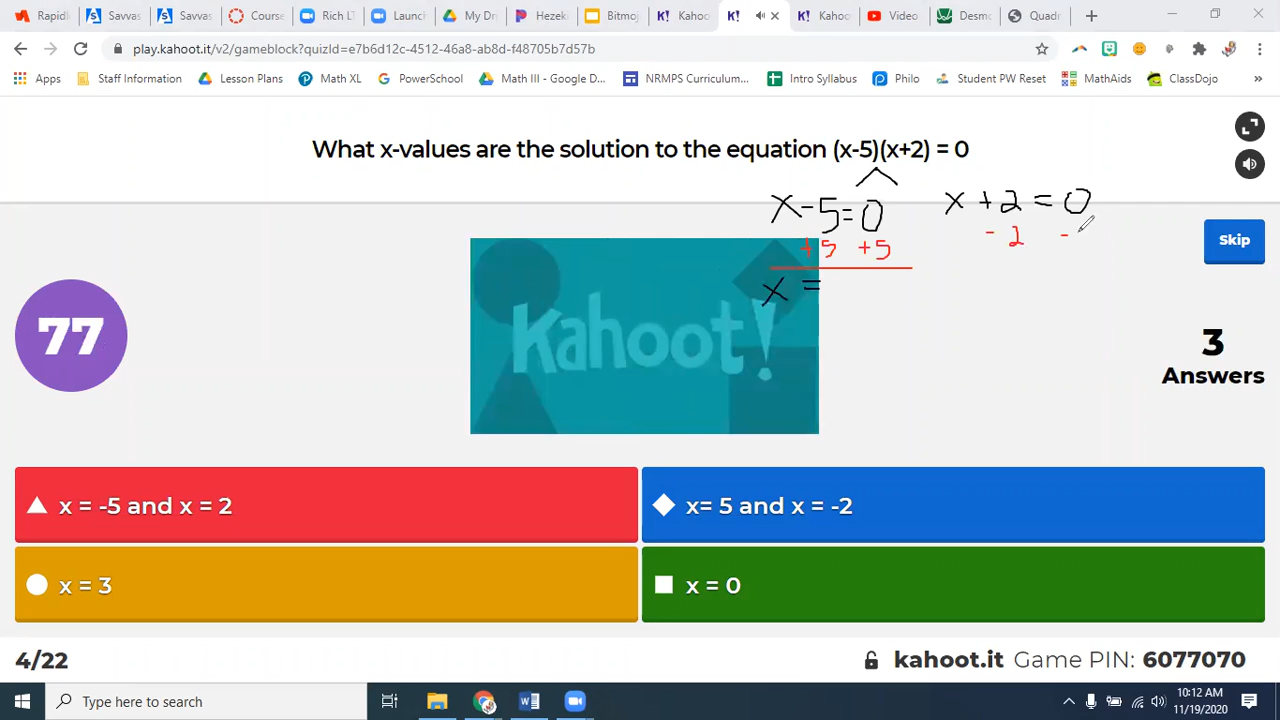 Rapidl
Savvas
Savvas
Course
Rich LT
Launch
My Dr
Hezeki
Bitmoj
Kahoo
Kaho
Video
Desmo
Quadr
play.kahoot.it/v2/gameblock?quizId=e7b6d12c-4512-46a8-ab8d-f48705b7d57b
Apps Staff Information Lesson Plans Math XL PowerSchool Math III - Google D... NRMPS Curriculum... Intro Syllabus Philo Student PW Reset MathAids ClassDojo »
What x-values are the solution to the equation (x-5)(x+2) = 0
x-5=0 x+2=0
+5 +5 -2 -
x =
Skip
77
Kahoot!
3
Answers
x = -5 and x = 2
x= 5 and x = -2
x = 3
x = 0
4/22
kahoot.it Game PIN: 6077070
Type here to search
10:12 AM
11/19/2020